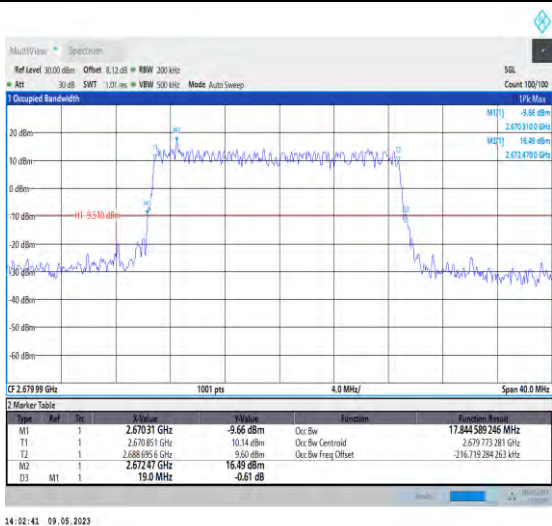 MultiView Spectrum
Ref Level 30.00 dBm Offset 8.12 dB RBW 200 kHz SGL
Att 30 dB SWT 1.01 ms VBW 500 kHz Mode Auto Sweep Count 100/100
1 Occupied Bandwidth 1Pk Max
M1[1] -9.66 dBm
2.670 3100 GHz
M2[1] 16.49 dBm
2.672 4700 GHz
20 dBm
10 dBm
0 dBm
-10 dBm
H1 -9.510 dBm
-20 dBm
-30 dBm
-40 dBm
-50 dBm
-60 dBm
CF 2.679 99 GHz 1001 pts 4.0 MHz/ Span 40.0 MHz
2 Marker Table
Type Ref Trc X-Value Y-Value Function Function Result
M1 1 2.670 31 GHz -9.66 dBm Occ Bw 17.844 589 246 MHz
T1 1 2.670 851 GHz 10.14 dBm Occ Bw Centroid 2.679 773 281 GHz
T2 1 2.688 695 6 GHz 9.60 dBm Occ Bw Freq Offset -216.719 284 263 kHz
M2 1 2.672 47 GHz 16.49 dBm
D3 M1 1 19.0 MHz -0.61 dB
14:02:41 09.05.2023